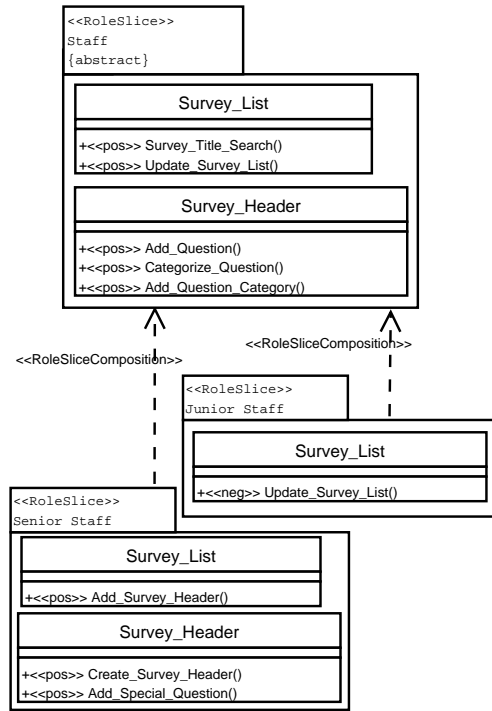 <<RoleSlice>>
Staff
{abstract}
Survey_List
+<<pos>> Survey_Title_Search()
+<<pos>> Update_Survey_List()
Survey_Header
+<<pos>> Add_Question()
+<<pos>> Categorize_Question()
+<<pos>> Add_Question_Category()
<<RoleSliceComposition>>
<<RoleSliceComposition>>
<<RoleSlice>>
Junior Staff
Survey_List
+<<neg>> Update_Survey_List()
<<RoleSlice>>
Senior Staff
Survey_List
+<<pos>> Add_Survey_Header()
Survey_Header
+<<pos>> Create_Survey_Header()
+<<pos>> Add_Special_Question()